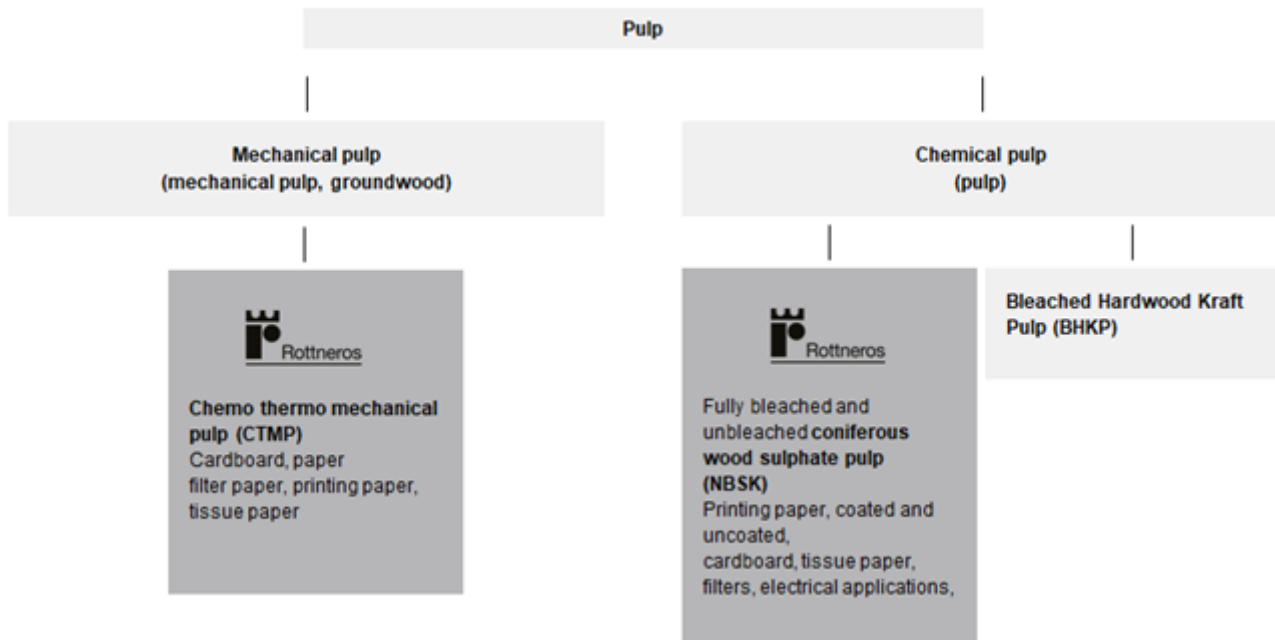 Pulp
Mechanical pulp
(mechanical pulp, groundwood)
Chemical pulp
(pulp)
Rottneros
Chemo thermo mechanical
pulp (CTMP)
Cardboard, paper
filter paper, printing paper,
tissue paper
Rottneros
Fully bleached and
unbleached coniferous
wood sulphate pulp
(NBSK)
Printing paper, coated and
uncoated,
cardboard, tissue paper,
filters, electrical applications,
Bleached Hardwood Kraft
Pulp (BHKP)